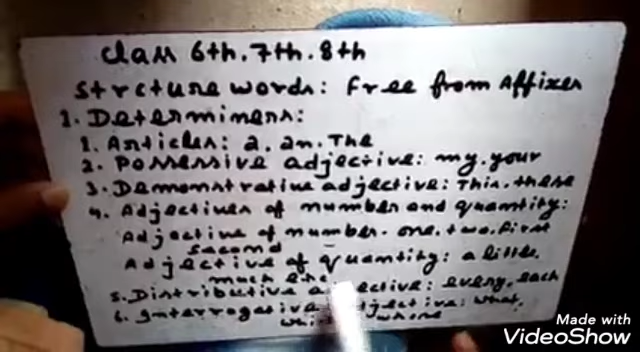 Class 6th. 7th. 8th
Strcture words: Free from Affixes
1. Determiners:
1. Articles: a. an. The
2. Possessive adjective: my. your
3. Demonstrative adjective: This. these
4. Adjectives of number and quantity:
Adjective of number- one. two. first
second
Adjective of quantity: a little.
much etc.
5. Distributive adjective: every, each
6. Interrogative adjective: what,
whose
Made with
VideoShow